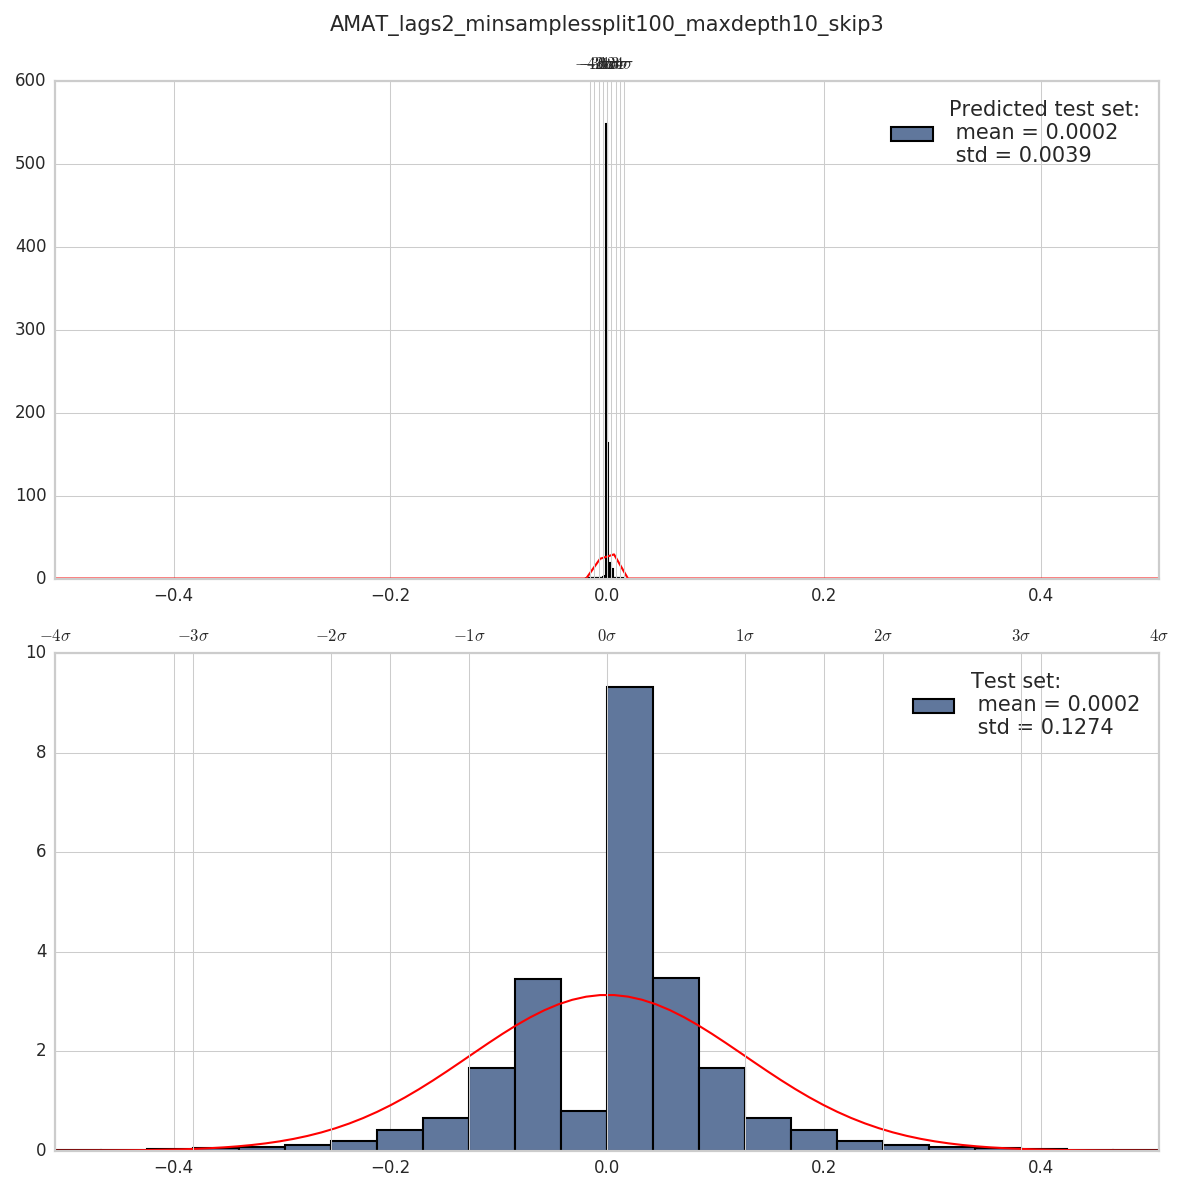 AMAT_lags2_minsamplessplit100_maxdepth10_skip3
600
500
400
300
200
100
0
Predicted test set:
mean = 0.0002
std = 0.0039
−0.4 −0.2 0.0 0.2 0.4
−4σ −3σ −2σ −1σ 0σ 1σ 2σ 3σ 4σ
10
8
6
4
2
0
Test set:
mean = 0.0002
std = 0.1274
−0.4 −0.2 0.0 0.2 0.4